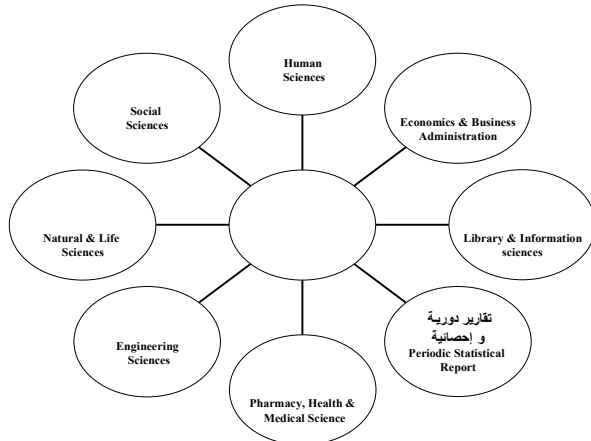 Human
Sciences
Social
Sciences
Economics & Business
Administration
Natural & Life
Sciences
Library & Information
sciences
Engineering
Sciences
تقارير دورية
و إحصائية
Periodic Statistical
Report
Pharmacy, Health &
Medical Science